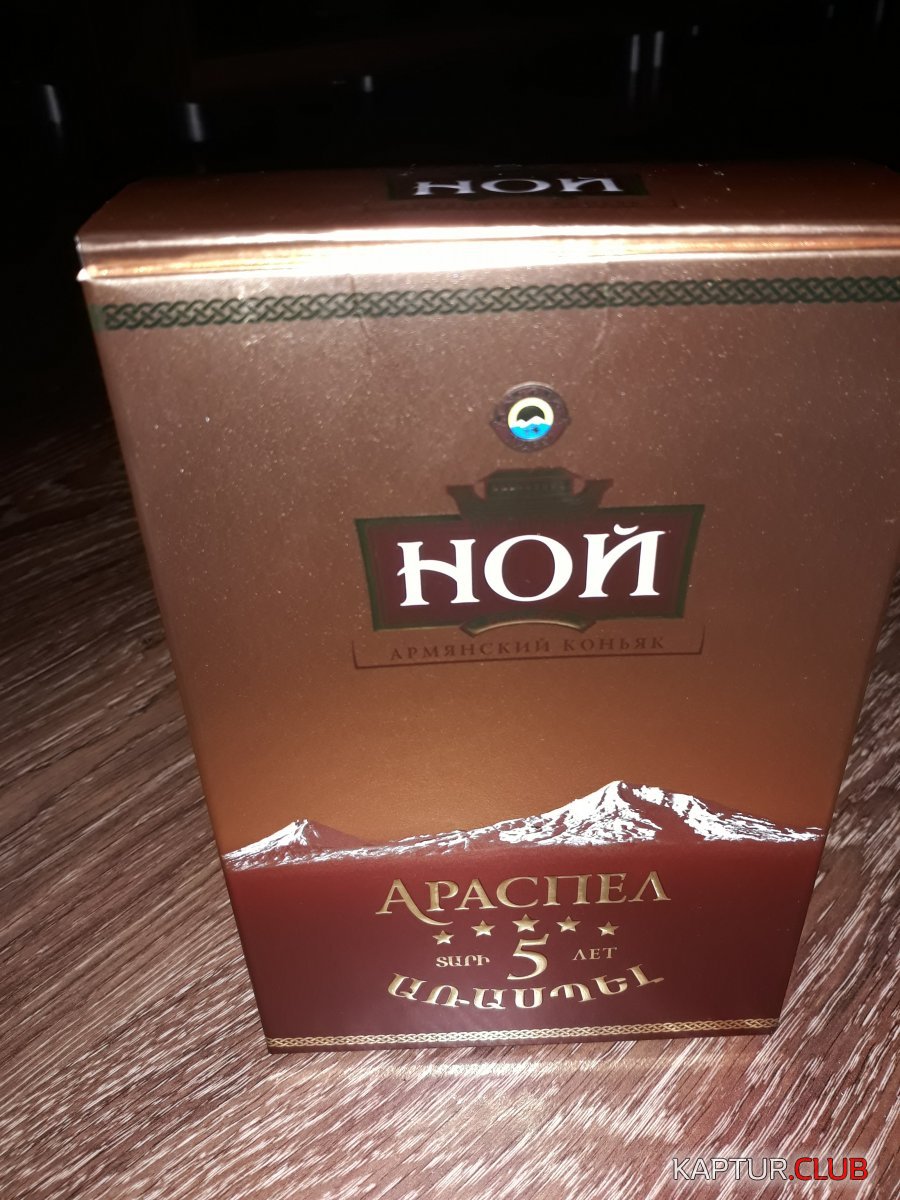 НОЙ
НОЙ
АРМЯНСКИЙ КОНЬЯК
АРАСПЕЛ
ՏԱՐԻ 5 ЛЕТ
ԱՌԱՍՊԵԼ
KAPTUR.CLUB